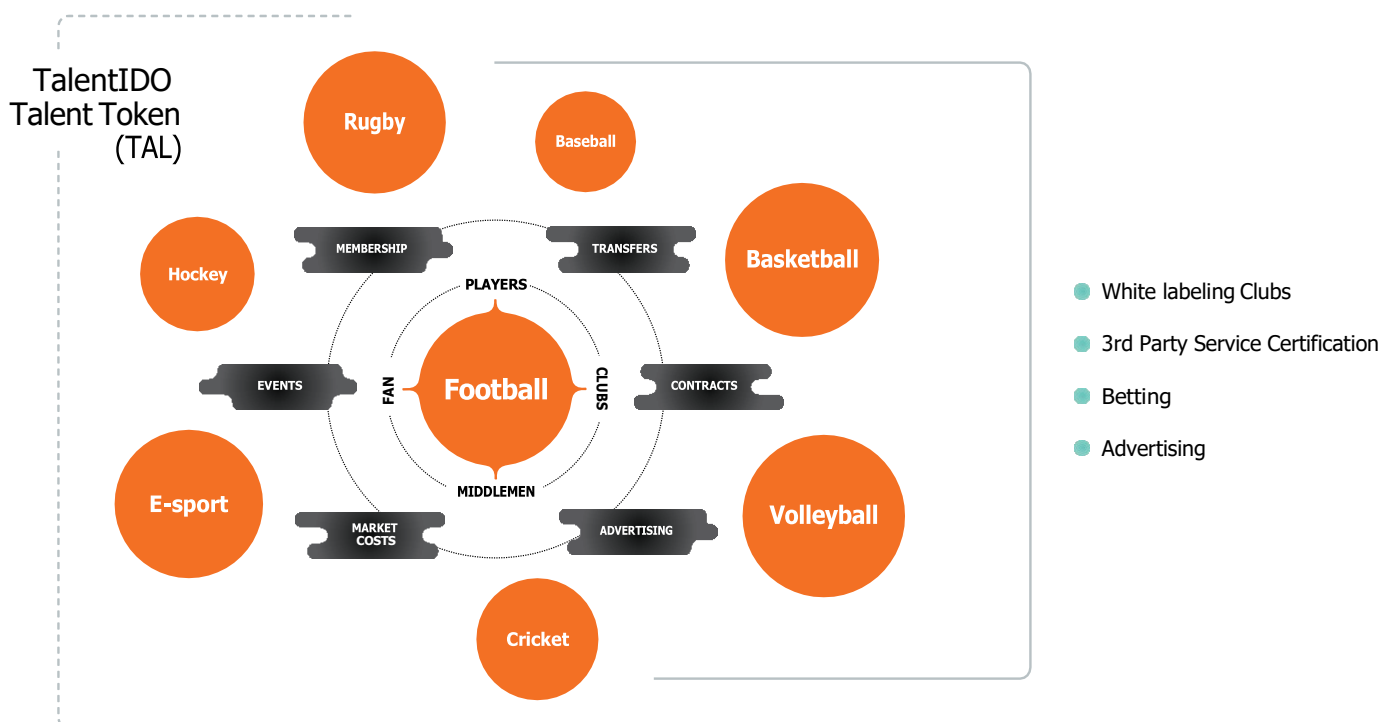 TalentIDO
Talent Token
(TAL)
Rugby
Baseball
Hockey
Basketball
MEMBERSHIP
TRANSFERS
PLAYERS
EVENTS
FAN
Football
CLUBS
CONTRACTS
MIDDLEMEN
E-sport
Volleyball
MARKET
COSTS
ADVERTISING
Cricket
White labeling Clubs
3rd Party Service Certification
Betting
Advertising